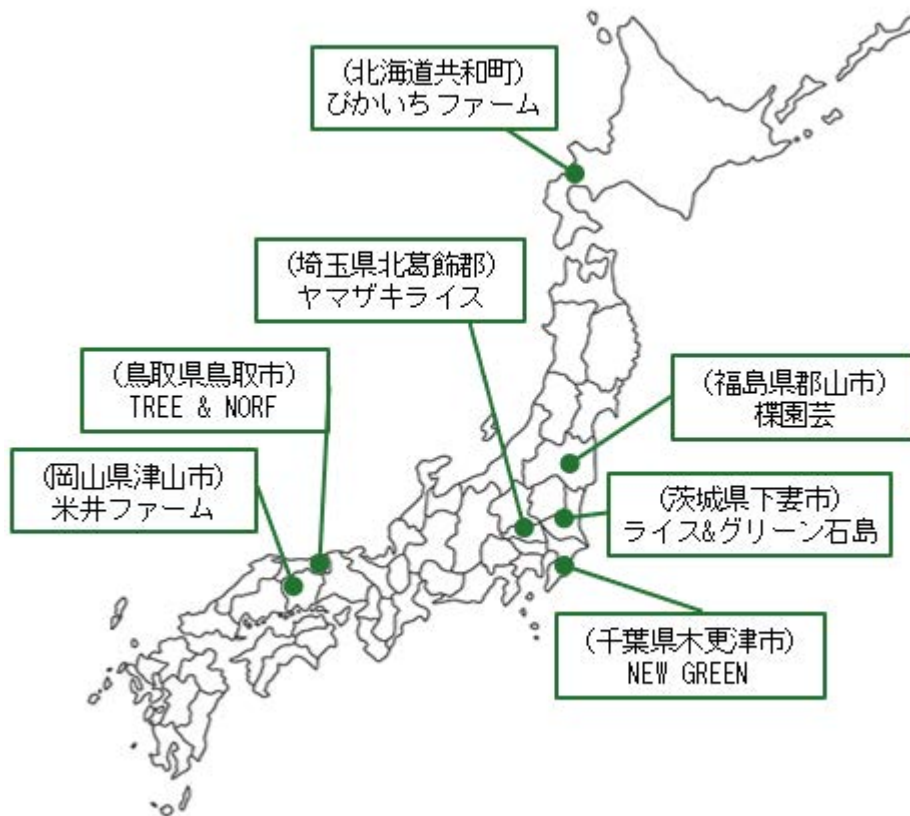 (北海道共和町)
ぴかいちファーム
(埼玉県北葛飾郡)
ヤマザキライス
(鳥取県鳥取市)
TREE & NORF
(福島県郡山市)
楪園芸
(岡山県津山市)
米井ファーム
(茨城県下妻市)
ライス&グリーン石島
(千葉県木更津市)
NEW GREEN